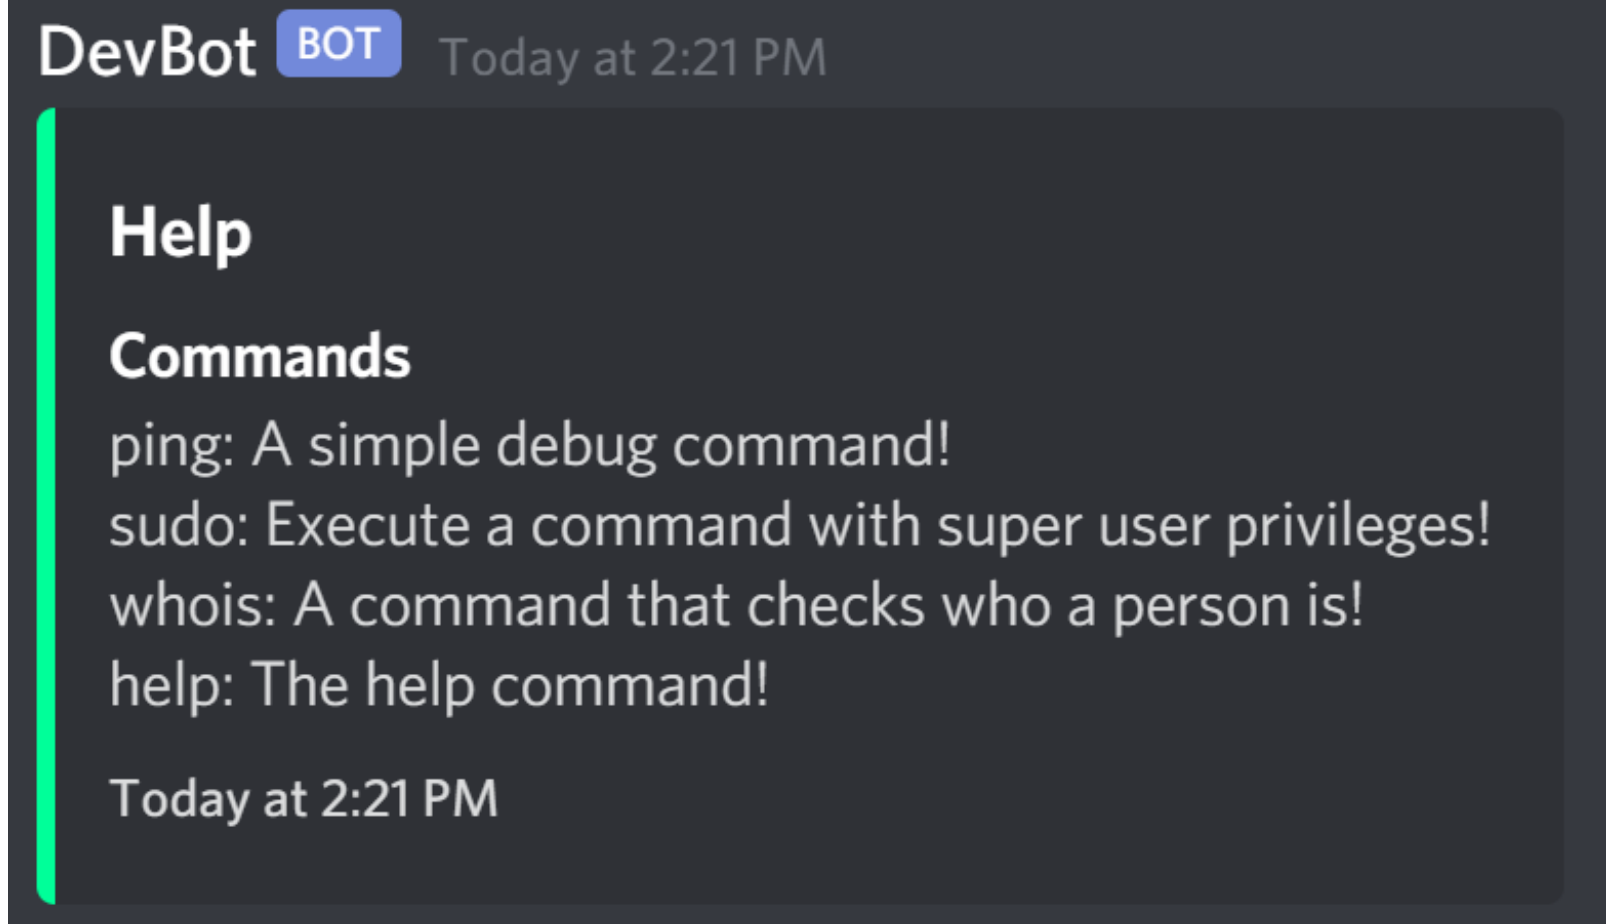 DevBot BOT Today at 2:21 PM
Help
Commands
ping: A simple debug command!
sudo: Execute a command with super user privileges!
whois: A command that checks who a person is!
help: The help command!
Today at 2:21 PM